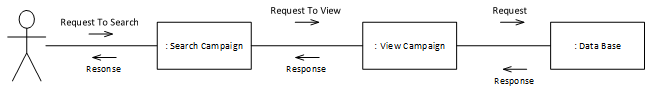 Request To Search
Request To View
Request
: Search Campaign
: View Campaign
: Data Base
Resonse
Response
Response